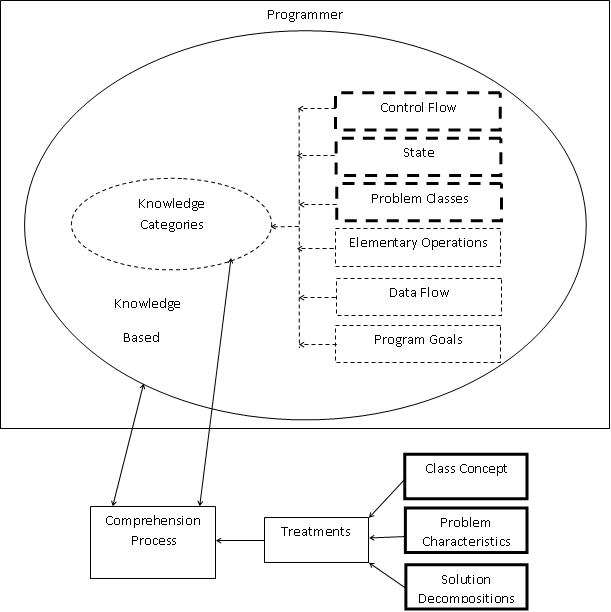 Programmer
Control Flow
State
Problem Classes
Elementary Operations
Data Flow
Program Goals
Knowledge
Categories
Knowledge
Based
Comprehension
Process
Treatments
Class Concept
Problem
Characteristics
Solution
Decompositions